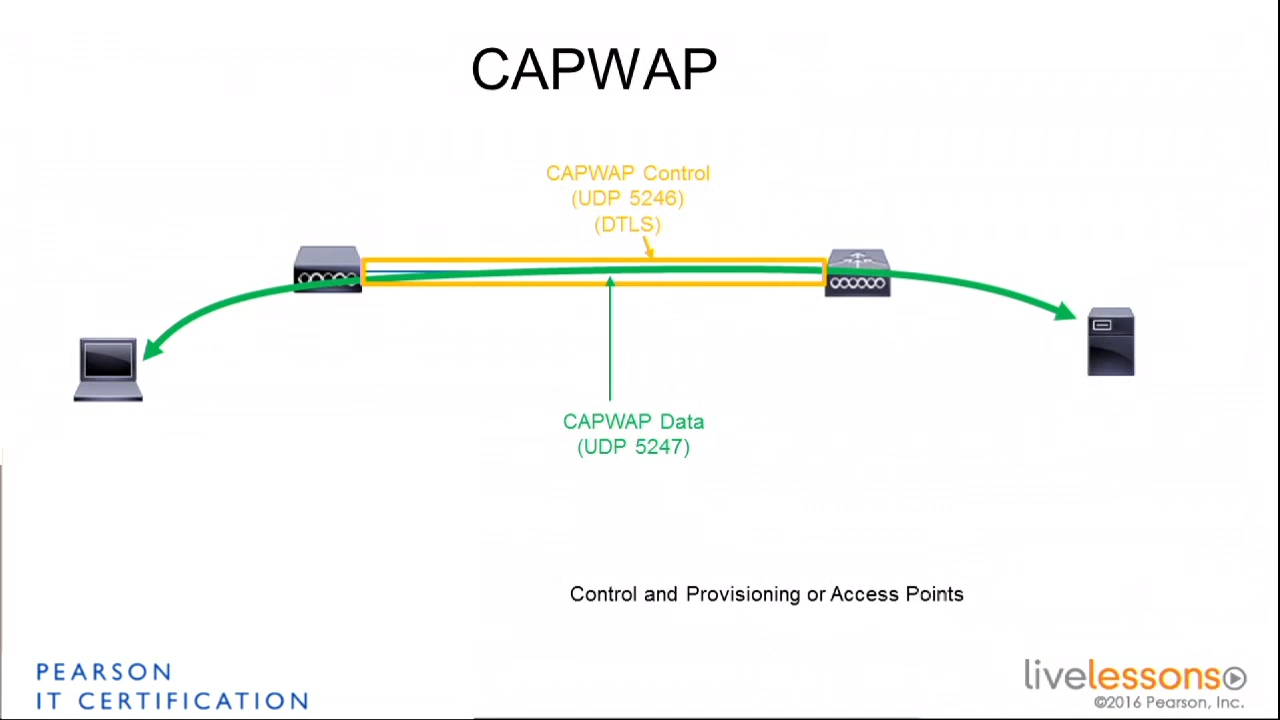 CAPWAP
CAPWAP Control
(UDP 5246)
(DTLS)
CAPWAP Data
(UDP 5247)
Control and Provisioning or Access Points
PEARSON
IT CERTIFICATION
livelessons
©2016 Pearson, Inc.